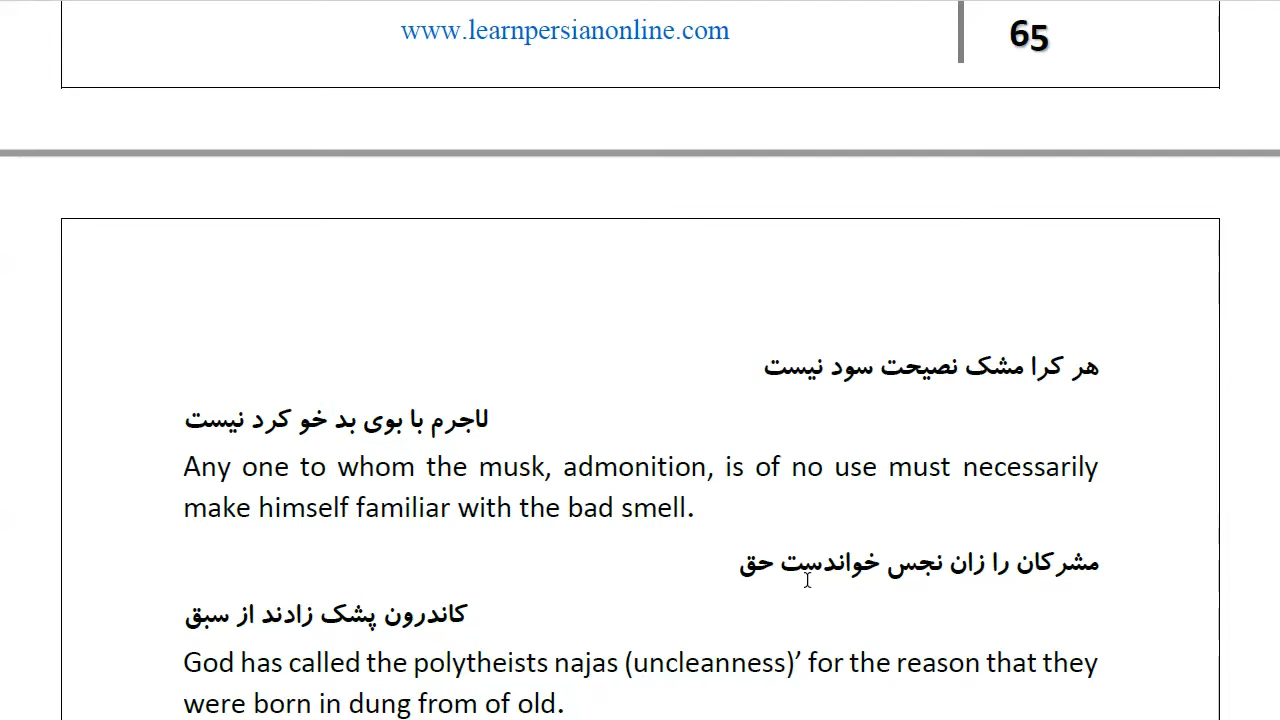 www.learnpersianonline.com
65
هر کرا مشک نصیحت سود نیست
لاجرم با بوی بد خو کرد نیست
Any one to whom the musk, admonition, is of no use must necessarily
make himself familiar with the bad smell.
مشرکان را زان نجس خواندست حق
کاندرون پشک زادند از سبق
God has called the polytheists najas (uncleanness)’ for the reason that they
were born in dung from of old.